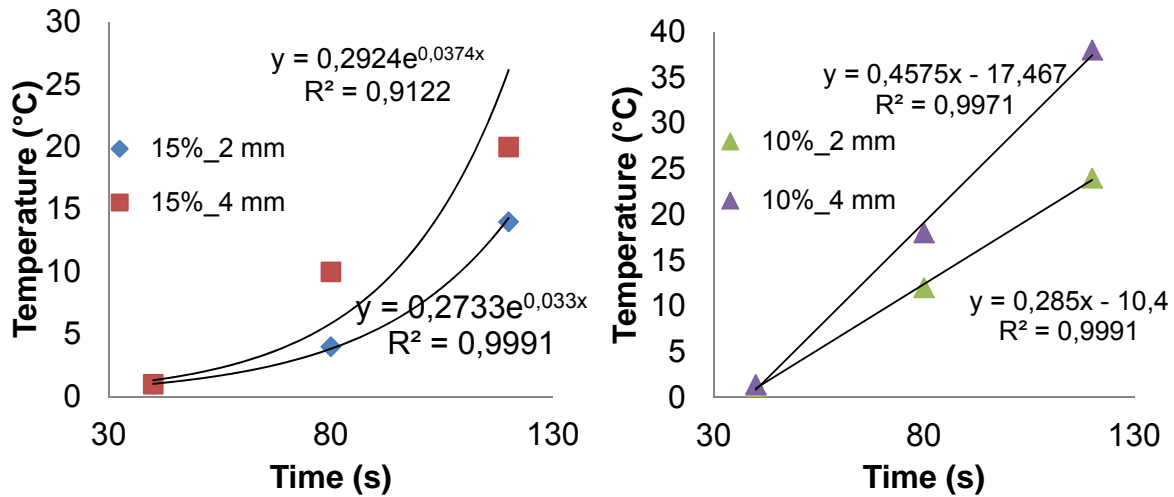 30
25
20
15
10
5
0
Temperature (°C)
y = 0,2924e^0,0374x
R² = 0,9122
15%_2 mm
15%_4 mm
y = 0,2733e^0,033x
R² = 0,9991
30
80
130
Time (s)
40
35
30
25
20
15
10
5
0
Temperature (°C)
y = 0,4575x - 17,467
R² = 0,9971
10%_2 mm
10%_4 mm
y = 0,285x - 10,4
R² = 0,9991
30
80
130
Time (s)